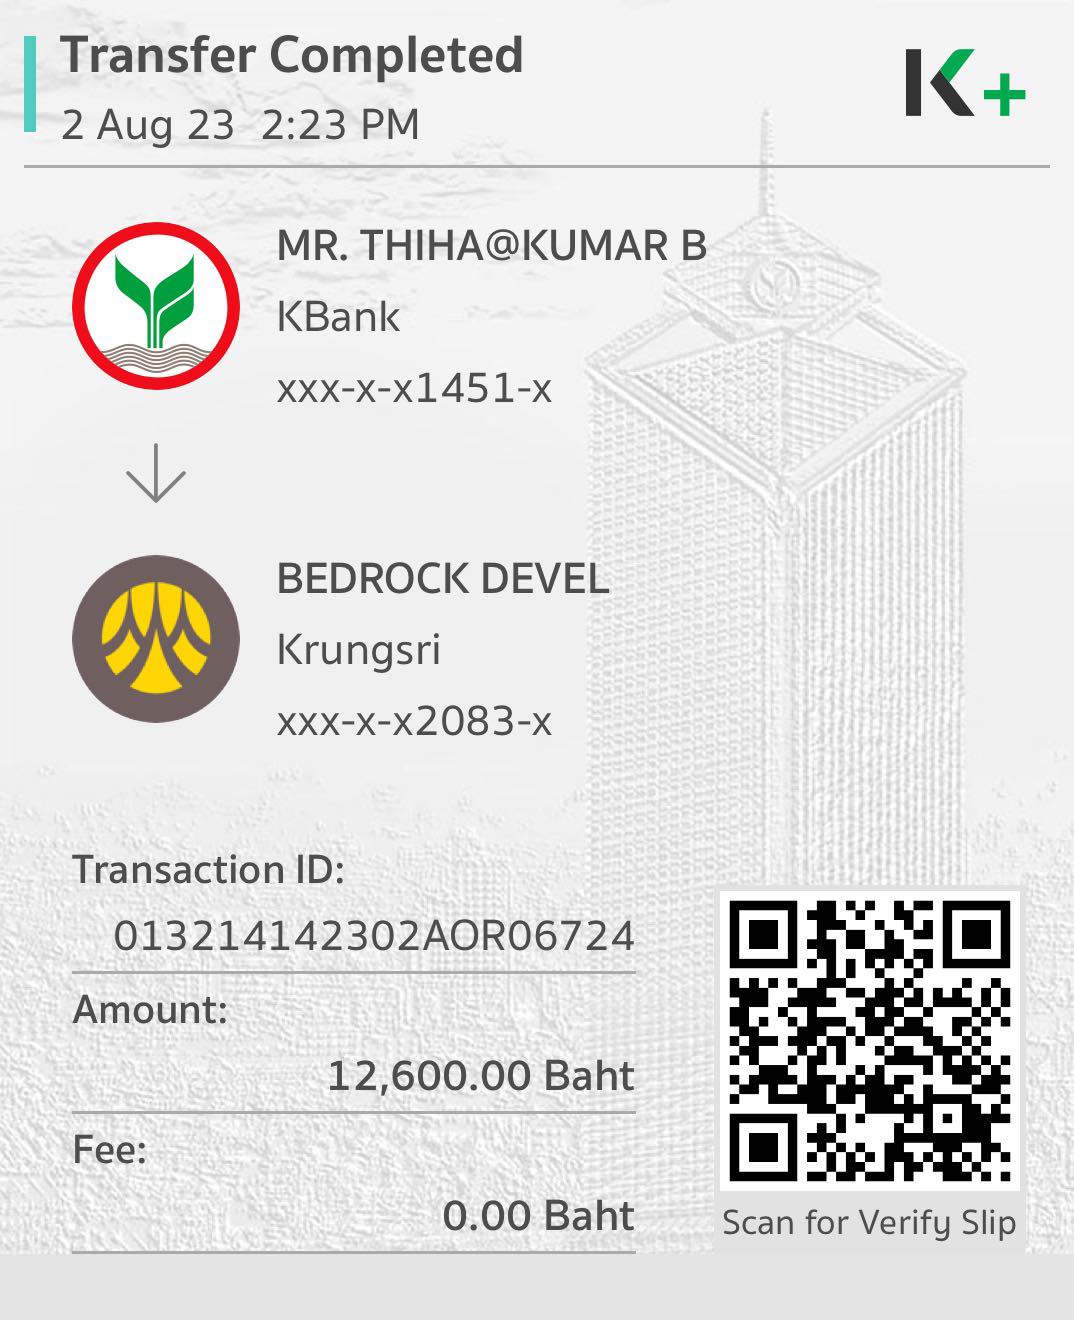 Transfer Completed
2 Aug 23 2:23 PM
K+
MR. THIHA@KUMAR B
KBank
xxx-x-x1451-x
BEDROCK DEVEL
Krungsri
xxx-x-x2083-x
Transaction ID:
013214142302AOR06724
Amount:
12,600.00 Baht
Fee:
0.00 Baht
Scan for Verify Slip